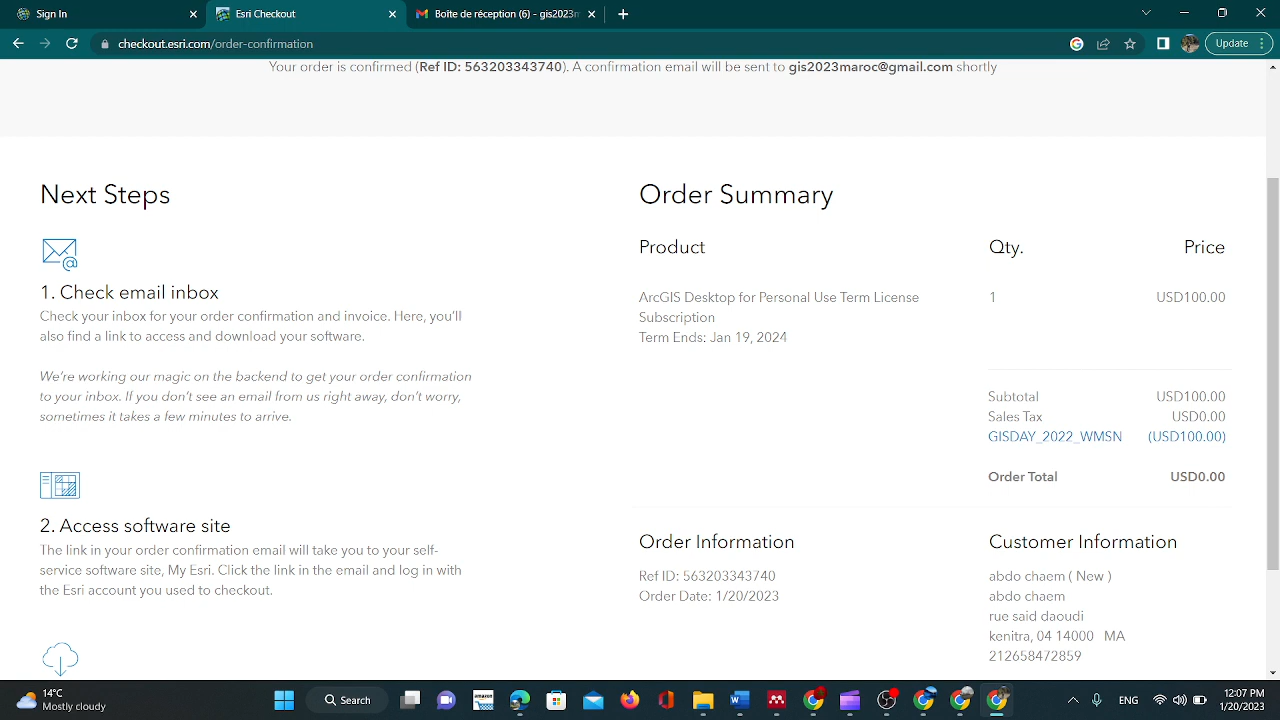 Sign In
Esri Checkout
Boîte de réception (6) - gis2023m
checkout.esri.com/order-confirmation
Update
Your order is confirmed (Ref ID: 563203343740). A confirmation email will be sent to gis2023maroc@gmail.com shortly
Next Steps
1. Check email inbox
Check your inbox for your order confirmation and invoice. Here, you'll
also find a link to access and download your software.
We're working our magic on the backend to get your order confirmation
to your inbox. If you don't see an email from us right away, don't worry,
sometimes it takes a few minutes to arrive.
2. Access software site
The link in your order confirmation email will take you to your self-
service software site, My Esri. Click the link in the email and log in with
the Esri account you used to checkout.
Order Summary
Product Qty. Price
ArcGIS Desktop for Personal Use Term License 1 USD100.00
Subscription
Term Ends: Jan 19, 2024
Subtotal USD100.00
Sales Tax USD0.00
GISDAY_2022_WMSN (USD100.00)
Order Total USD0.00
Order Information
Ref ID: 563203343740
Order Date: 1/20/2023
Customer Information
abdo chaem ( New )
abdo chaem
rue said daoudi
kenitra, 04 14000 MA
212658472859
14°C
Mostly cloudy
Search
ENG
12:07 PM
1/20/2023